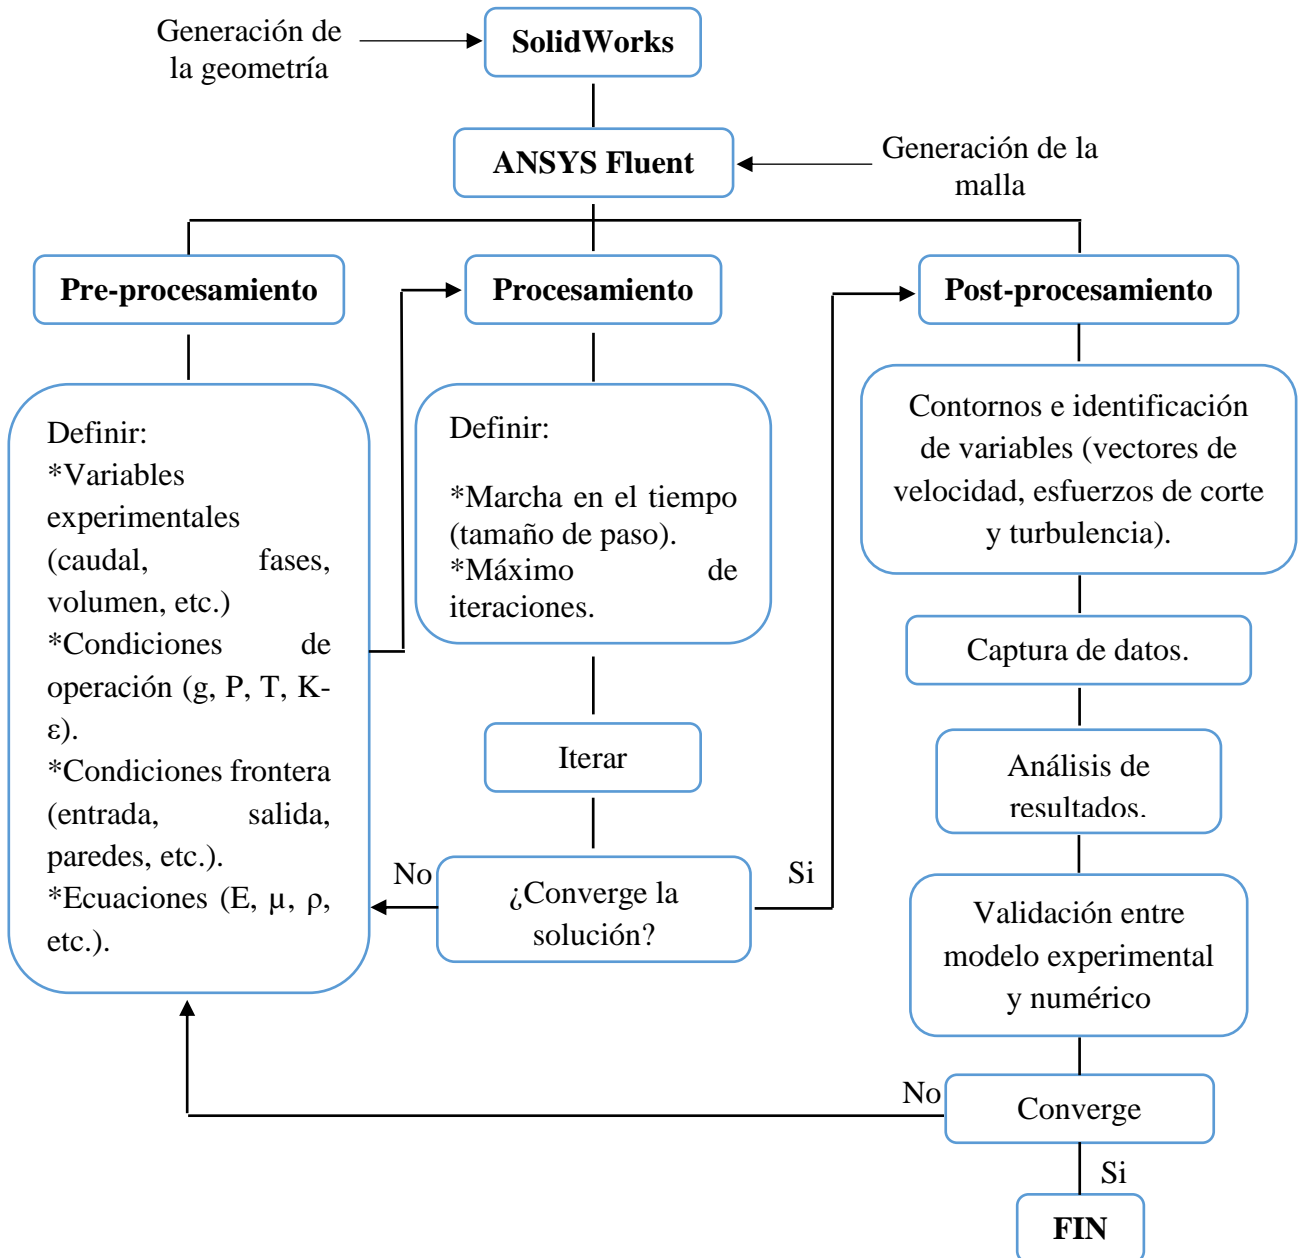 Generación de
la geometría
SolidWorks
ANSYS Fluent
Generación de la
malla
Pre-procesamiento
Procesamiento
Post-procesamiento
Definir:
*Variables
experimentales
(caudal, fases,
volumen, etc.)
*Condiciones de
operación (g, P, T, K-
ε).
*Condiciones frontera
(entrada, salida,
paredes, etc.).
*Ecuaciones (E, µ, ρ,
etc.).
Definir:
*Marcha en el tiempo
(tamaño de paso).
*Máximo de
iteraciones.
Iterar
No
¿Converge la
solución?
Si
Contornos e identificación
de variables (vectores de
velocidad, esfuerzos de corte
y turbulencia).
Captura de datos.
Análisis de
resultados.
Validación entre
modelo experimental
y numérico
No
Converge
Si
FIN